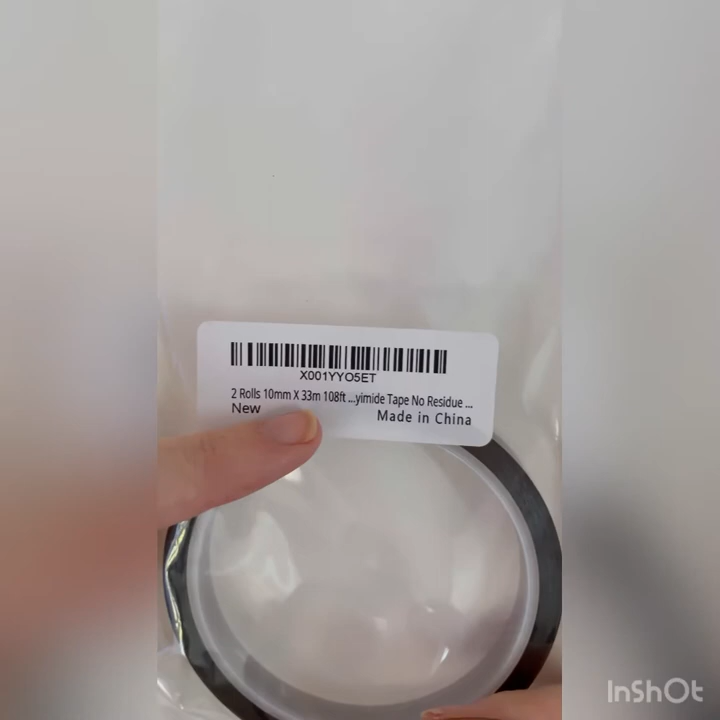 X001YYO5ET
2 Rolls 10mm X 33m 108ft ...yimide Tape No Residue ...
New
Made in China
InShOt